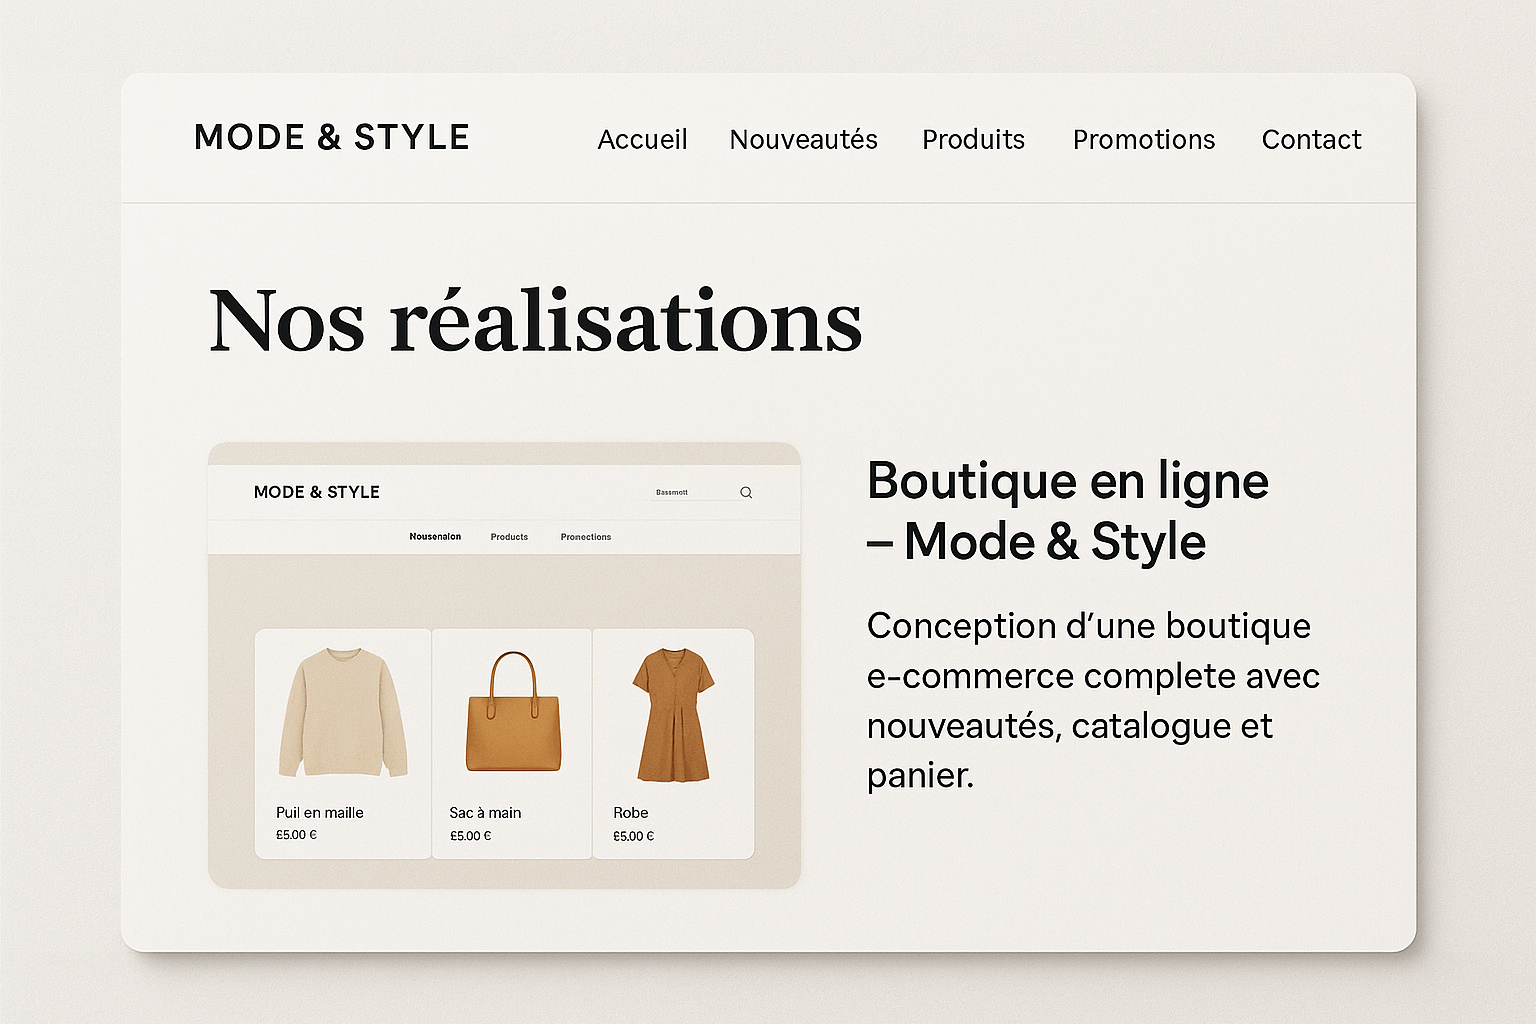 MODE & STYLE
Accueil Nouveautés Produits Promotions Contact
Nos réalisations
MODE & STYLE
Bassmott
Nousenalon Products Pronections
Puil en maille
£5.00 €
Sac à main
£5.00 €
Robe
£5.00 €
Boutique en ligne
– Mode & Style
Conception d’une boutique
e-commerce complete avec
nouveautés, catalogue et
panier.